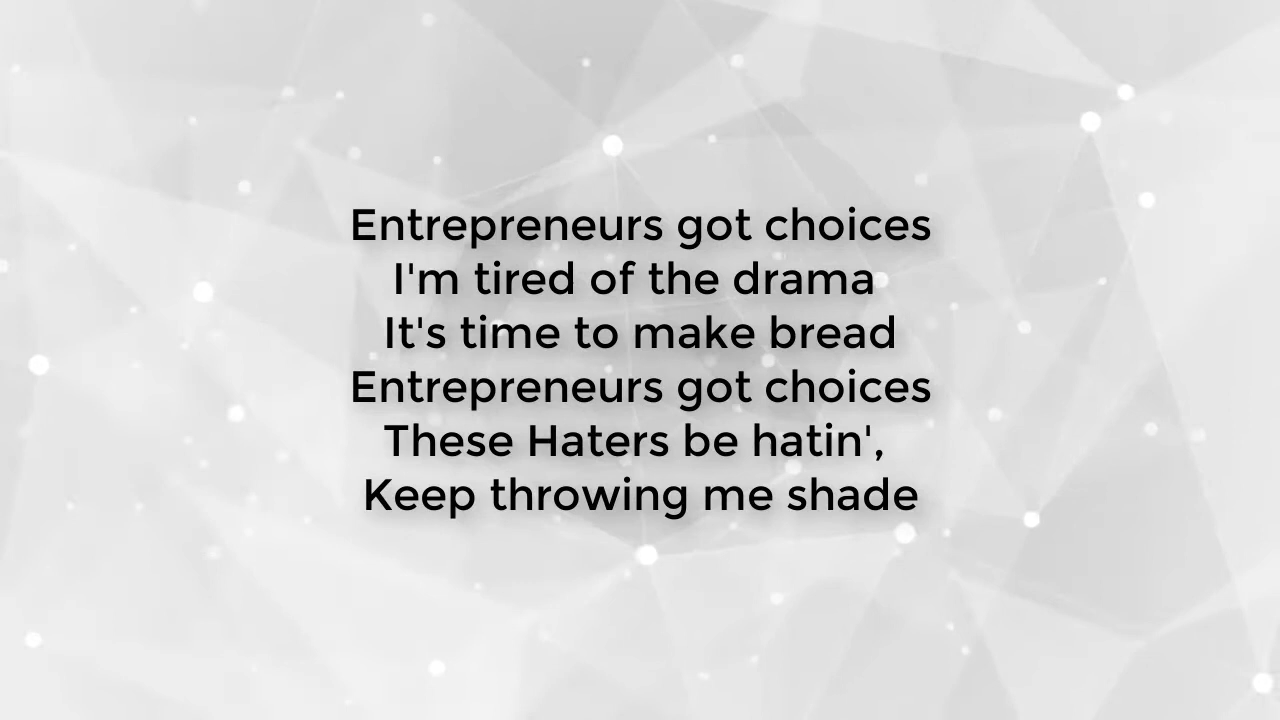 Entrepreneurs got choices
I'm tired of the drama
It's time to make bread
Entrepreneurs got choices
These Haters be hatin',
Keep throwing me shade